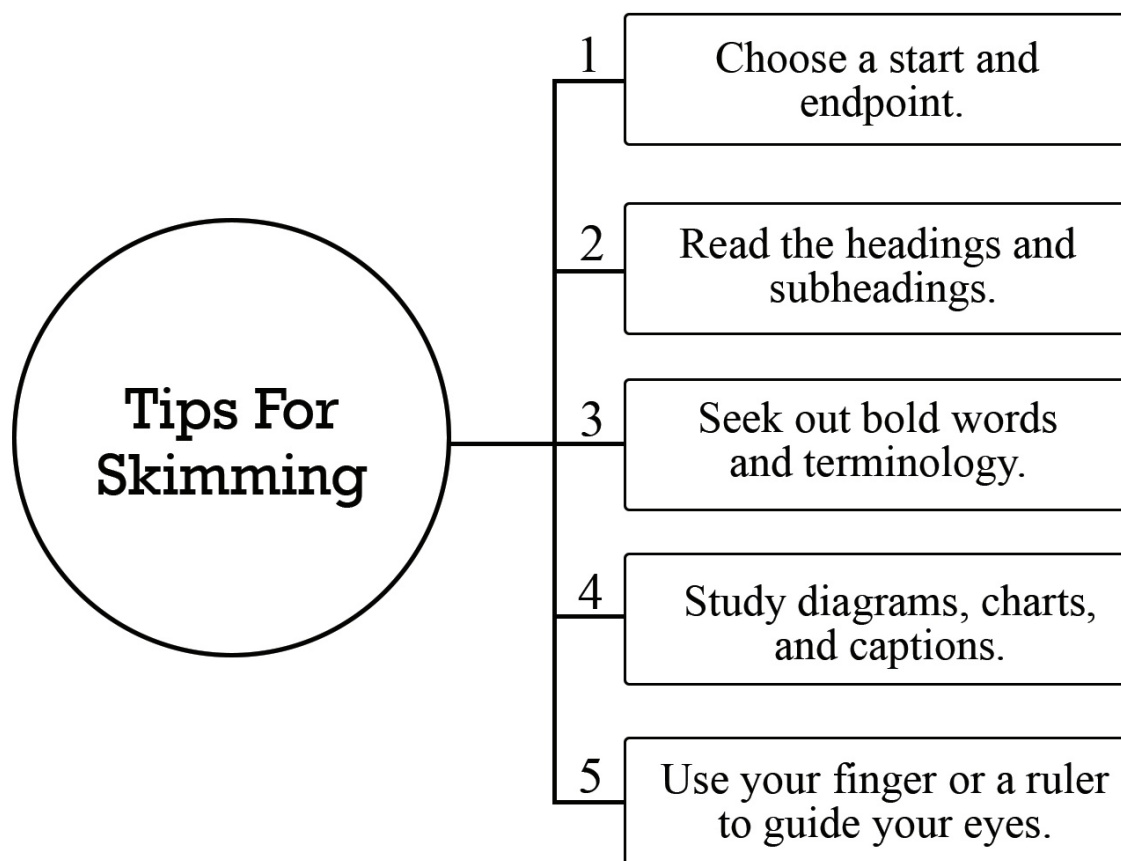 Tips For
Skimming
1
Choose a start and
endpoint.
2
Read the headings and
subheadings.
3
Seek out bold words
and terminology.
4
Study diagrams, charts,
and captions.
5
Use your finger or a ruler
to guide your eyes.